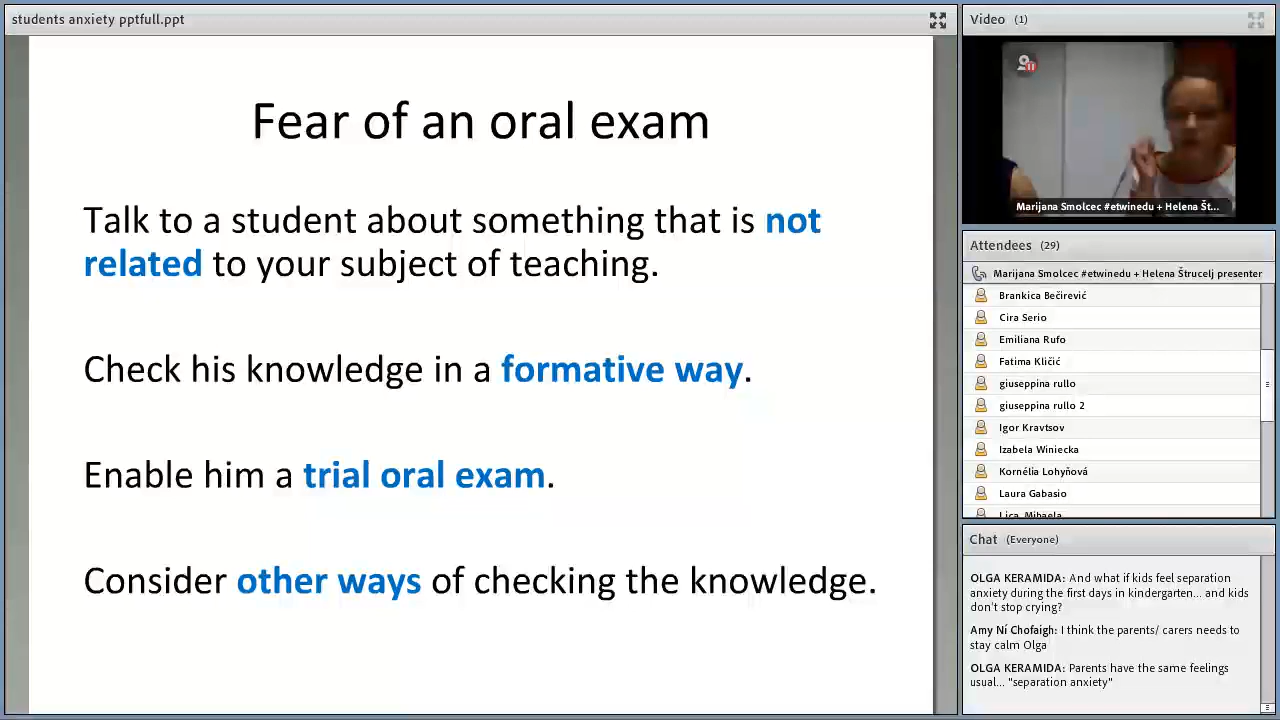 students anxiety pptfull.ppt
Fear of an oral exam
Talk to a student about something that is not
related to your subject of teaching.
Check his knowledge in a formative way.
Enable him a trial oral exam.
Consider other ways of checking the knowledge.
Video (1)
Marijana Smolcec #etwinedu + Helena Št...
Attendees (29)
Marijana Smolcec #etwinedu + Helena Štrucelj presenter
Brankica Bečirević
Cira Serio
Emiliana Rufo
Fatima Kličić
giuseppina rullo
giuseppina rullo 2
Igor Kravtsov
Izabela Winiecka
Kornélia Lohyňová
Laura Gabasio
Lica Mihaela
Chat (Everyone)
OLGA KERAMIDA: And what if kids feel separation
anxiety during the first days in kindergarten... and kids
don't stop crying?
Amy Ní Chofaigh: I think the parents/ carers needs to
stay calm Olga
OLGA KERAMIDA: Parents have the same feelings
usual... "separation anxiety"